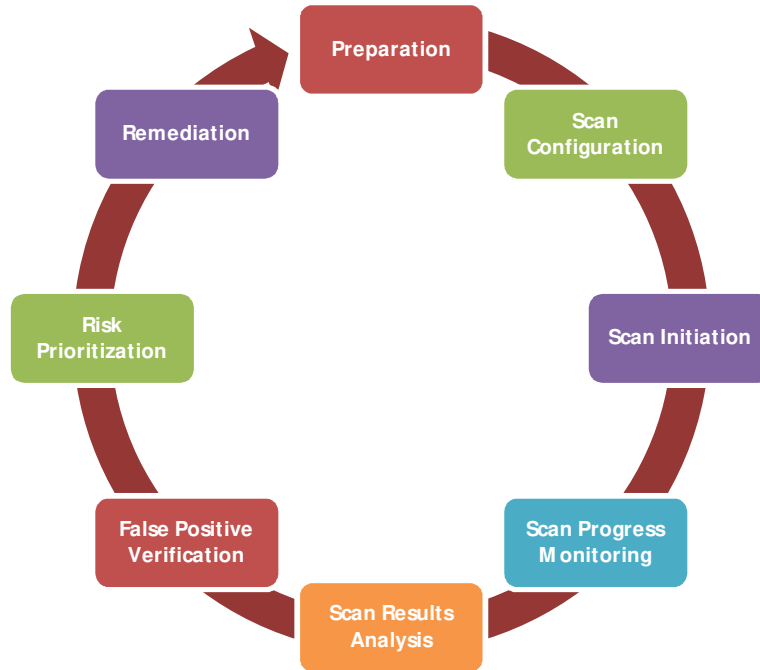 Preparation
Scan
Configuration
Scan Initiation
Scan Progress
Monitoring
Scan Results
Analysis
False Positive
Verification
Risk
Prioritization
Remediation